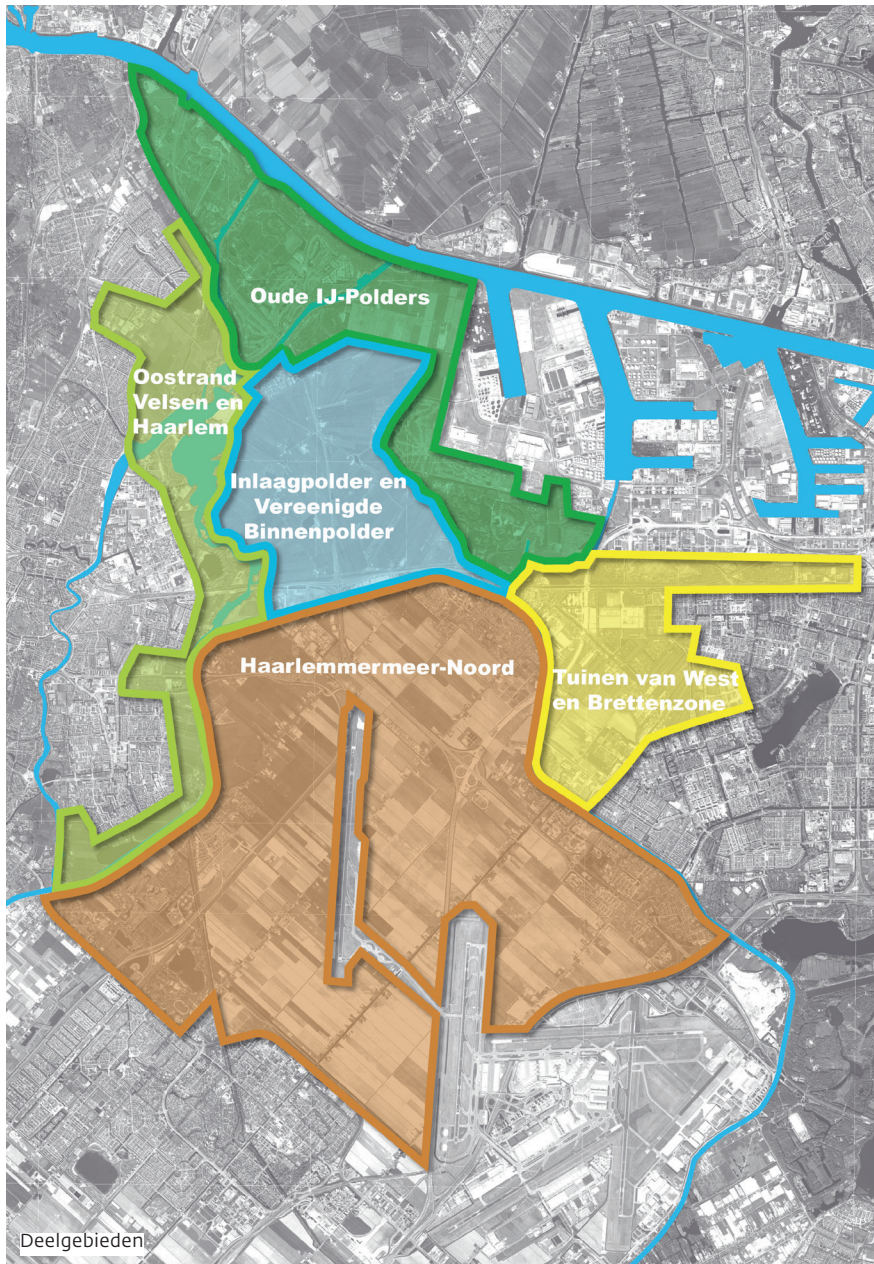 Oude IJ-Polders
Oostrand
Velsen en
Haarlem
Inlaagpolder en
Vereenigde
Binnenpolder
Haarlemmermeer-Noord
Tuinen van West
en Brettenzone
Deelgebieden